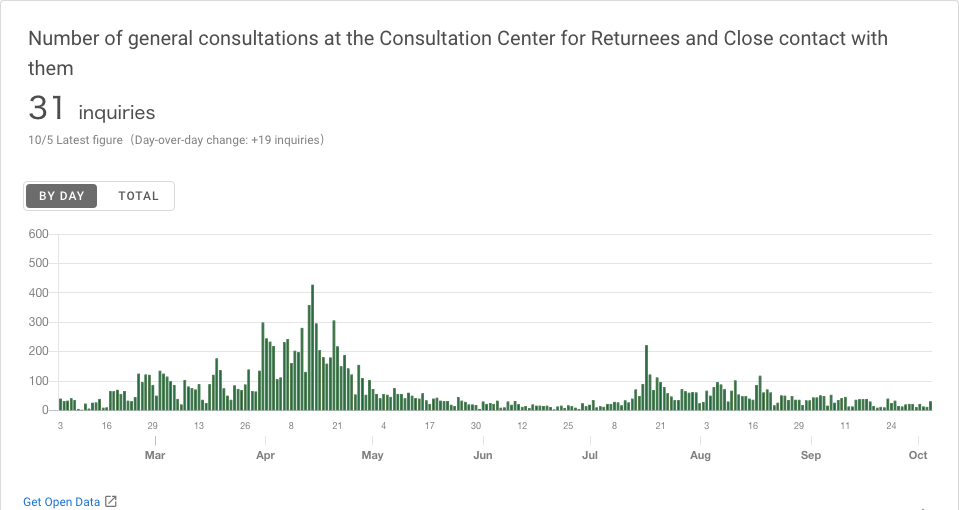 Number of general consultations at the Consultation Center for Returnees and Close contact with
them
31 inquiries
10/5 Latest figure（Day-over-day change: +19 inquiries）
BY DAY TOTAL
600
500
400
300
200
100
0
3 16 29 13 26 8 21 4 17 30 12 25 8 21 3 16 29 11 24
Mar Apr May Jun Jul Aug Sep Oct
Get Open Data